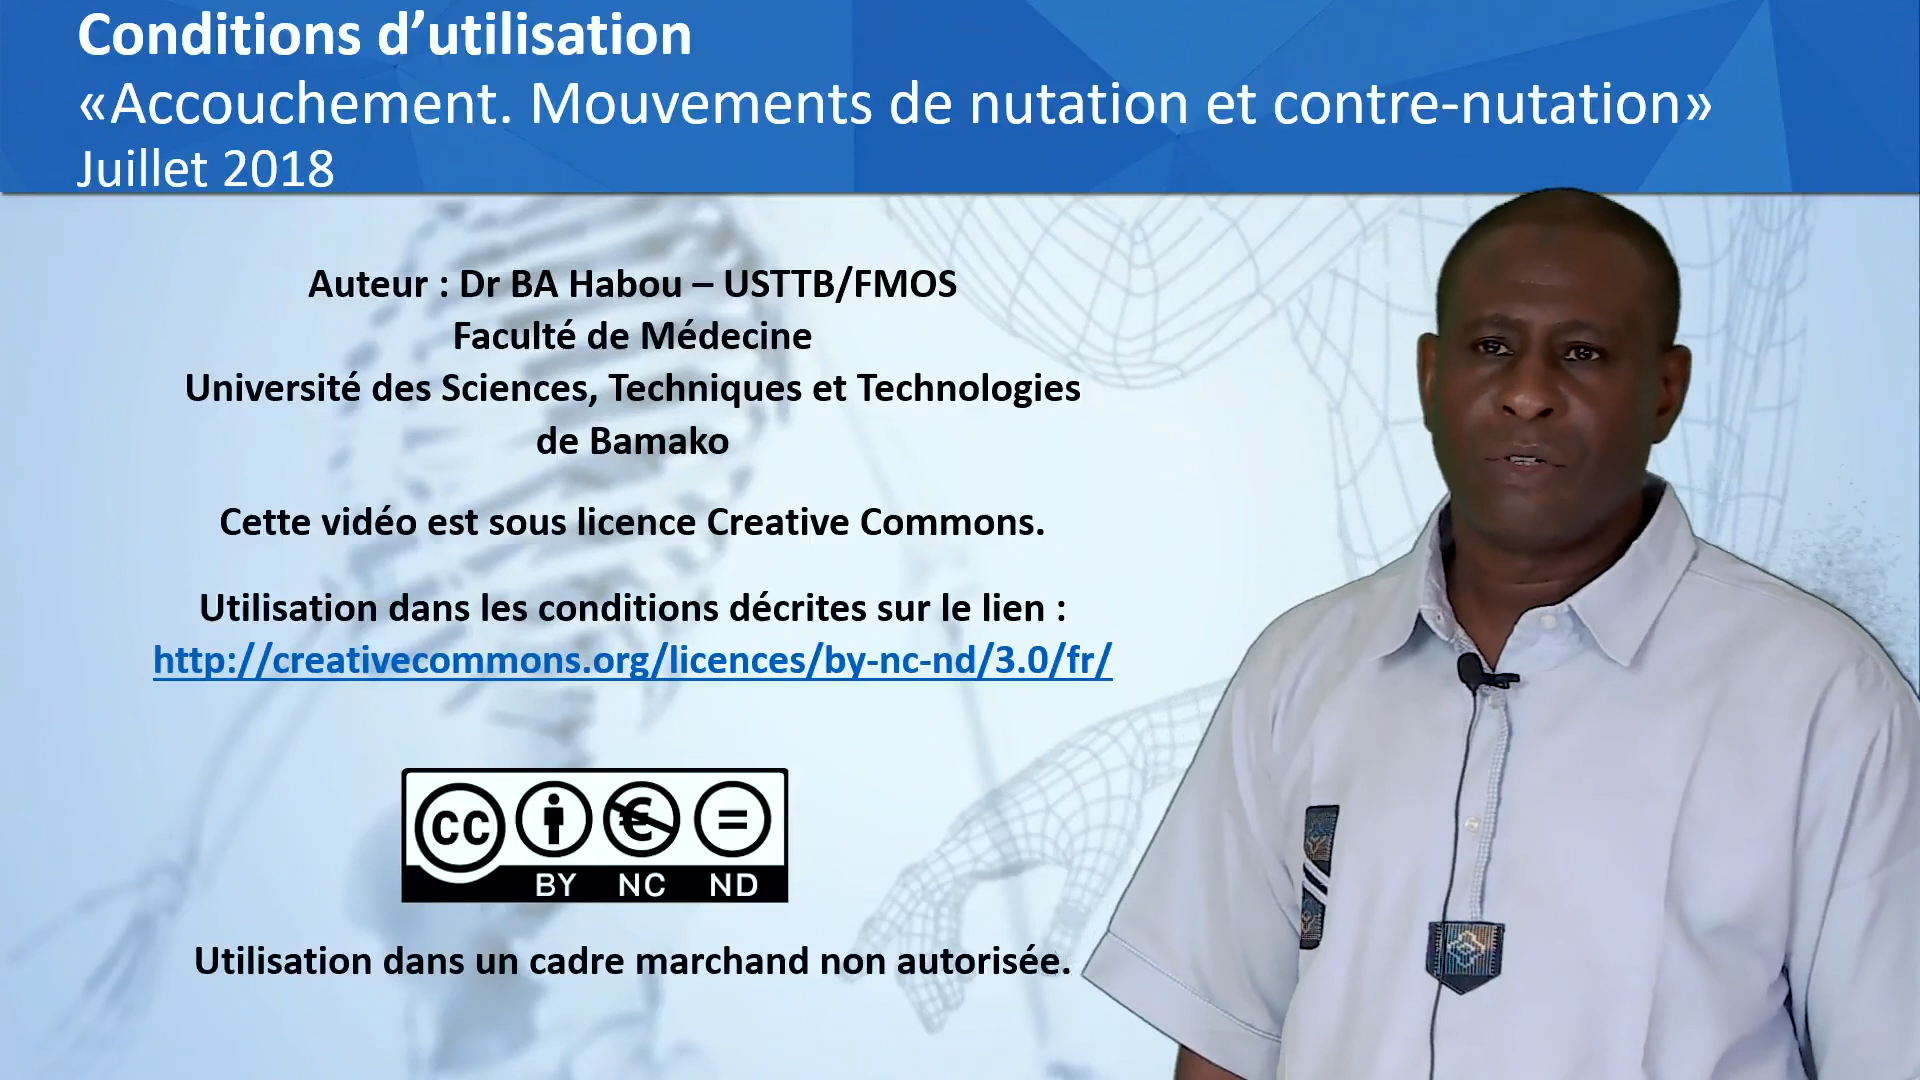 Conditions d’utilisation
«Accouchement. Mouvements de nutation et contre-nutation»
Juillet 2018
Auteur : Dr BA Habou – USTTB/FMOS
Faculté de Médecine
Université des Sciences, Techniques et Technologies
de Bamako
Cette vidéo est sous licence Creative Commons.
Utilisation dans les conditions décrites sur le lien :
http://creativecommons.org/licences/by-nc-nd/3.0/fr/
cc € =
BY NC ND
Utilisation dans un cadre marchand non autorisée.